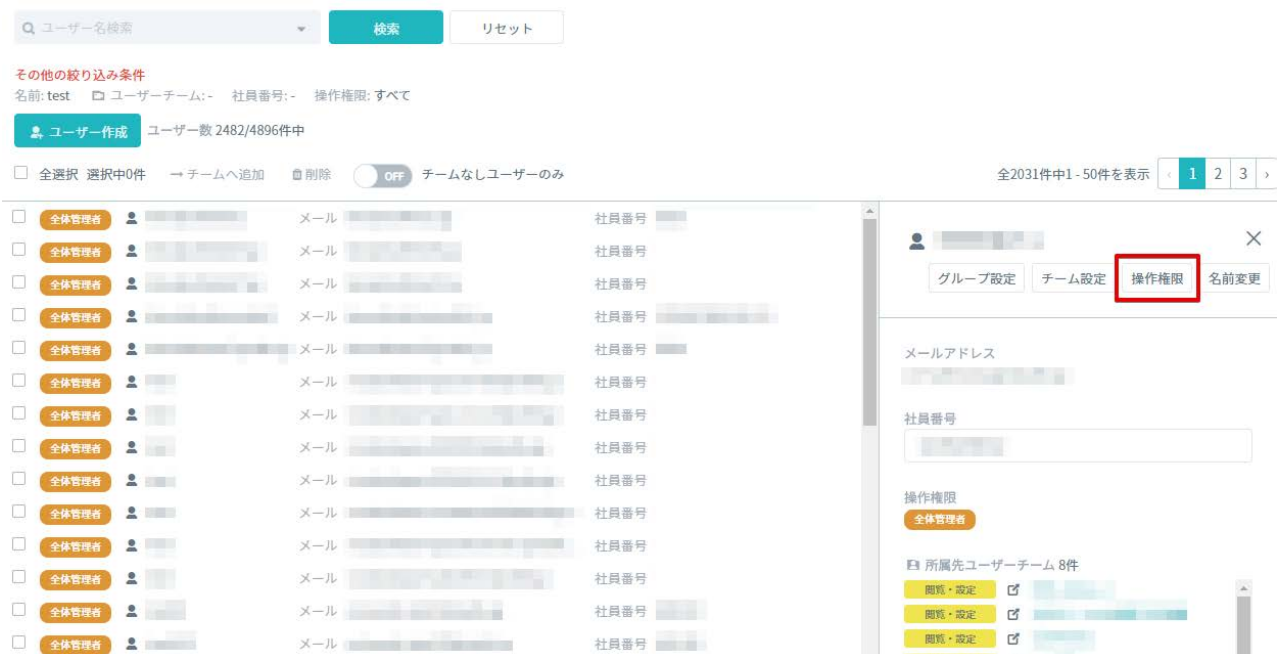 ユーザー名検索 検索 リセット
その他の絞り込み条件
名前: test ユーザーチーム: - 社員番号: - 操作権限: すべて
ユーザー作成 ユーザー数 2482/4896件中
全選択 選択中0件 →チームへ追加 削除 OFF チームなしユーザーのみ 全2031件中1 - 50件を表示 ‹ 1 2 3 ›
全体管理者 メール 社員番号
全体管理者 メール 社員番号
全体管理者 メール 社員番号
全体管理者 メール 社員番号
全体管理者 メール 社員番号
全体管理者 メール 社員番号
全体管理者 メール 社員番号
全体管理者 メール 社員番号
全体管理者 メール 社員番号
全体管理者 メール 社員番号
全体管理者 メール 社員番号
全体管理者 メール 社員番号
全体管理者 メール 社員番号
全体管理者 メール 社員番号
グループ設定 チーム設定 操作権限 名前変更
メールアドレス
社員番号
操作権限
全体管理者
所属先ユーザーチーム 8件
閲覧・設定
閲覧・設定
閲覧・設定